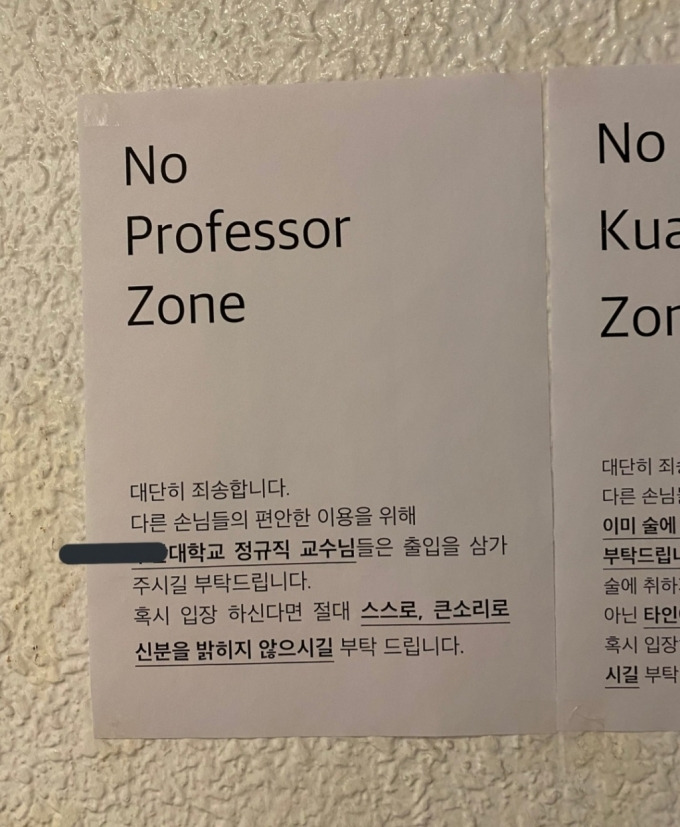 No
Professor
Zone
대단히 죄송합니다.
다른 손님들의 편안한 이용을 위해
대학교 정규직 교수님들은 출입을 삼가
주시길 부탁드립니다.
혹시 입장 하신다면 절대 스스로, 큰소리로
신분을 밝히지 않으시길 부탁 드립니다.
No
Kua
Zon
대단히 죄송
다른 손님들
이미 술에
부탁드립니
술에 취하
아닌 타인
혹시 입장
시길 부탁